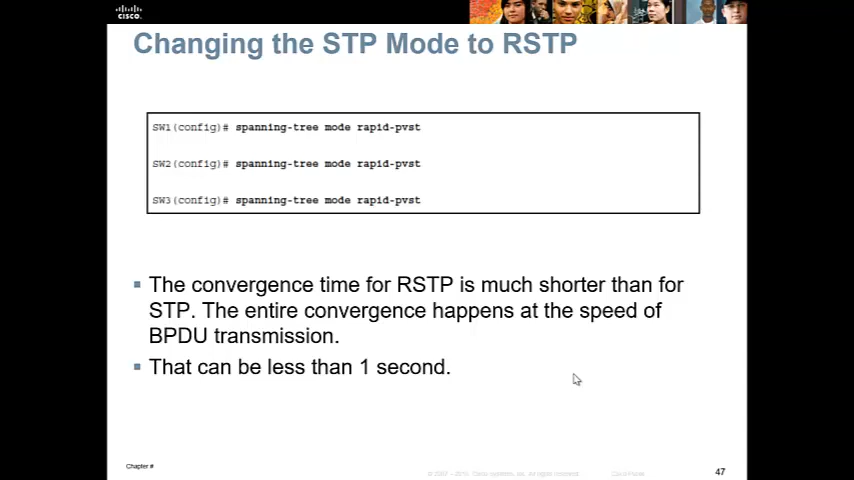 CISCO
Changing the STP Mode to RSTP
SW1(config)# spanning-tree mode rapid-pvst
SW2(config)# spanning-tree mode rapid-pvst
SW3(config)# spanning-tree mode rapid-pvst
The convergence time for RSTP is much shorter than for
STP. The entire convergence happens at the speed of
BPDU transmission.
That can be less than 1 second.
Chapter #
47